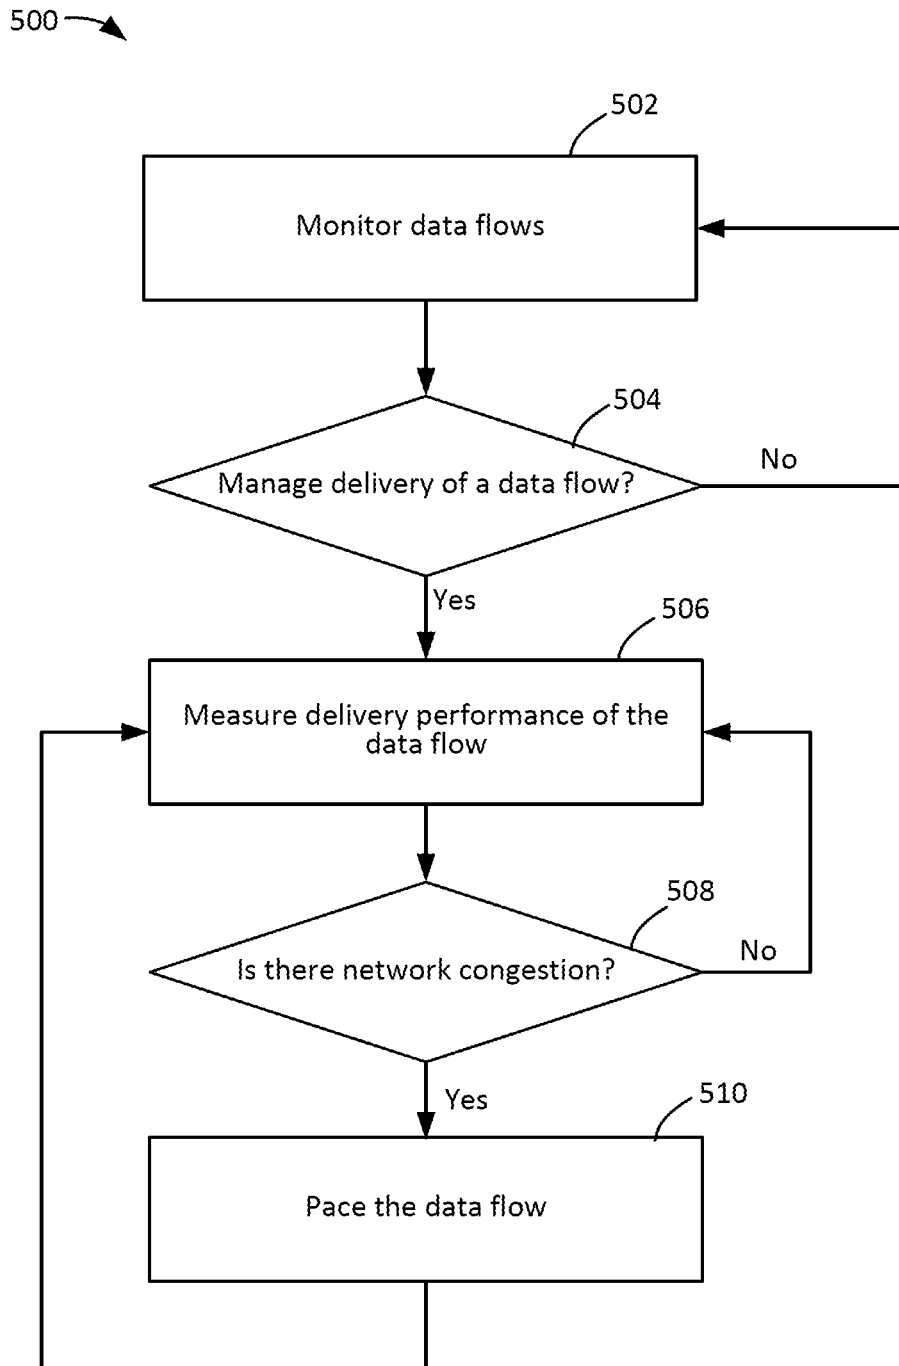 500
502
Monitor data flows
504
Manage delivery of a data flow?
No
Yes
506
Measure delivery performance of the
data flow
508
Is there network congestion?
No
Yes
510
Pace the data flow